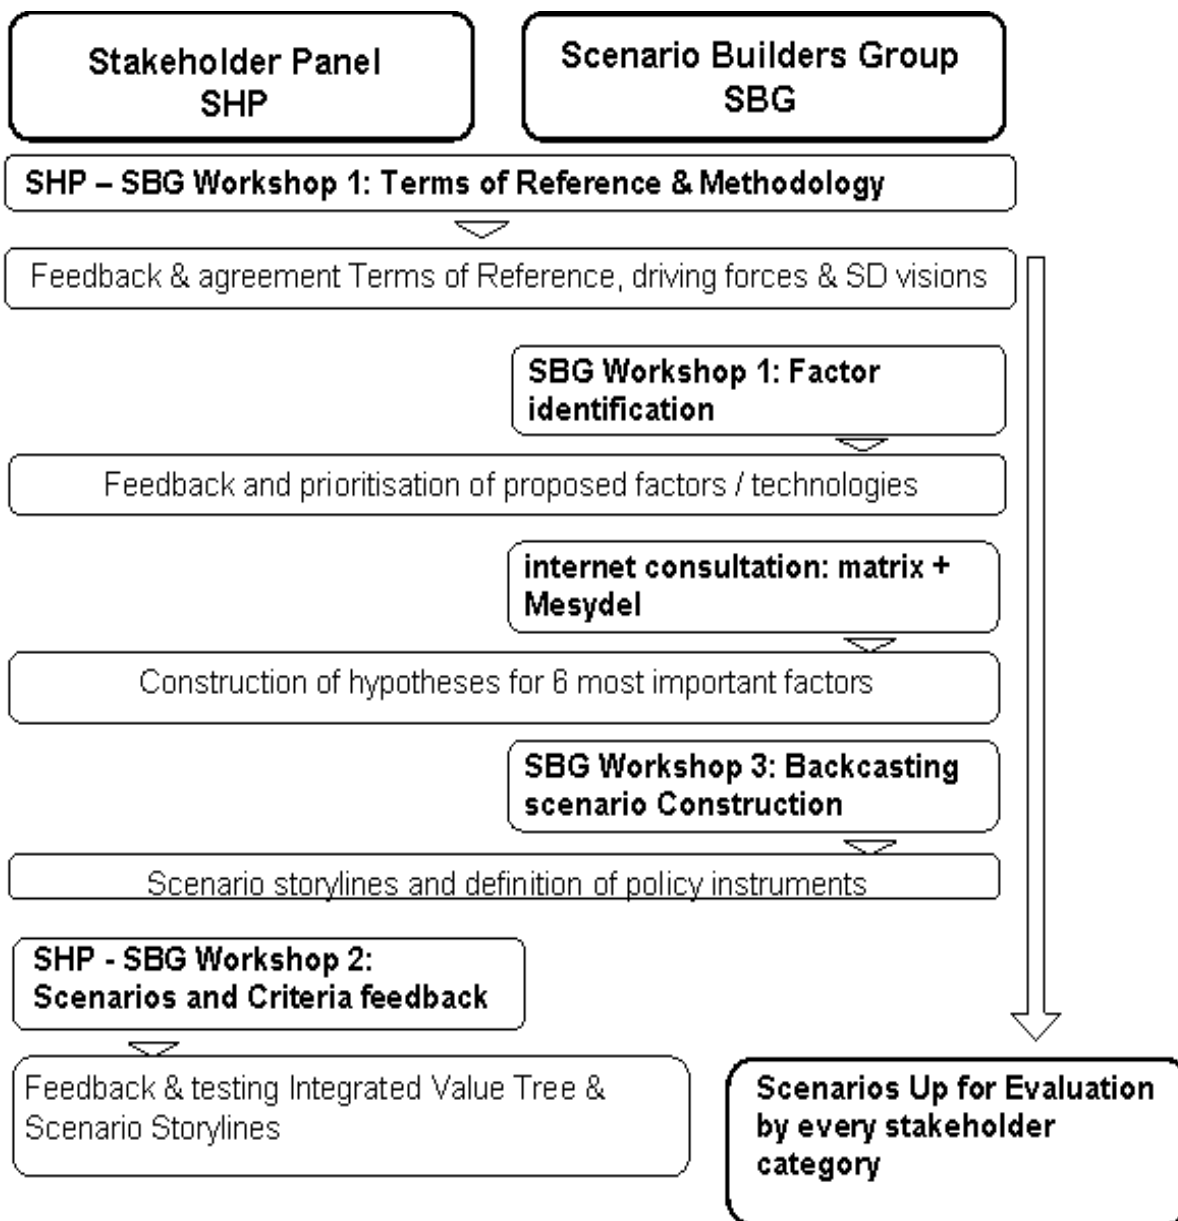 Stakeholder Panel
SHP
Scenario Builders Group
SBG
SHP – SBG Workshop 1: Terms of Reference & Methodology
Feedback & agreement Terms of Reference, driving forces & SD visions
SBG Workshop 1: Factor
identification
Feedback and prioritisation of proposed factors / technologies
internet consultation: matrix +
Mesydel
Construction of hypotheses for 6 most important factors
SBG Workshop 3: Backcasting
scenario Construction
Scenario storylines and definition of policy instruments
SHP - SBG Workshop 2:
Scenarios and Criteria feedback
Feedback & testing Integrated Value Tree &
Scenario Storylines
Scenarios Up for Evaluation
by every stakeholder
category